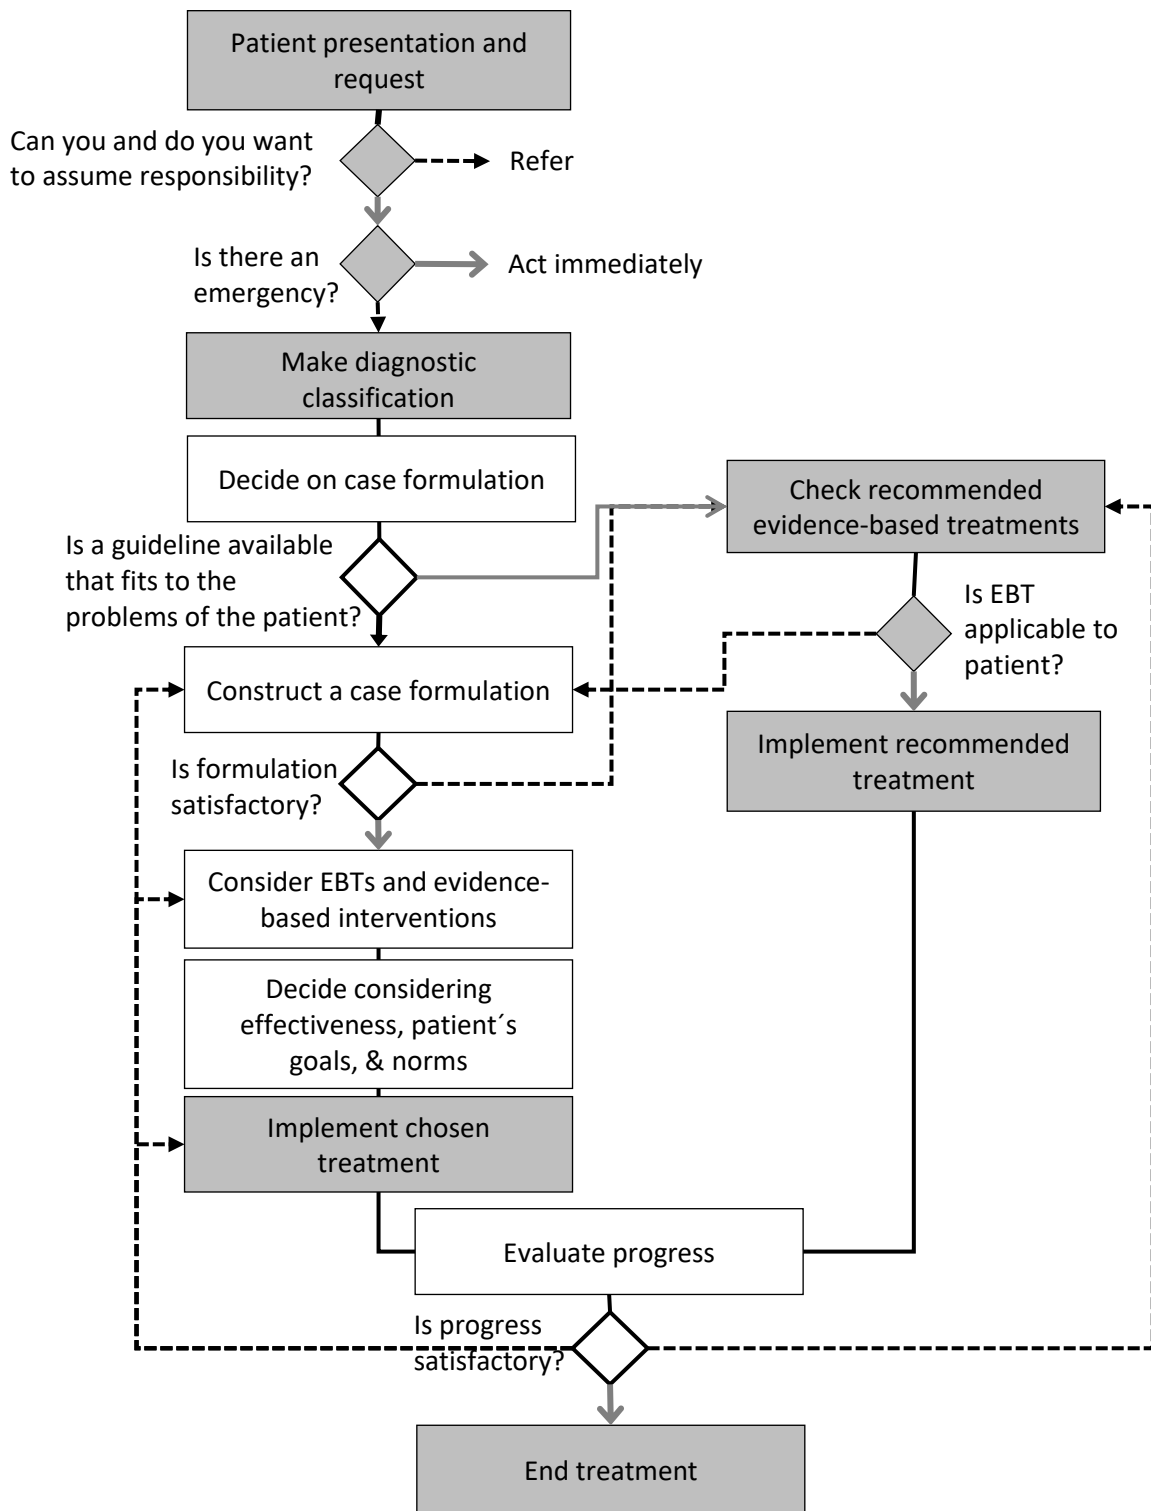 Patient presentation and
request
Can you and do you want
to assume responsibility?
Refer
Is there an
emergency?
Act immediately
Make diagnostic
classification
Decide on case formulation
Check recommended
evidence-based treatments
Is a guideline available
that fits to the
problems of the patient?
Is EBT
applicable to
patient?
Construct a case formulation
Implement recommended
treatment
Is formulation
satisfactory?
Consider EBTs and evidence-
based interventions
Decide considering
effectiveness, patient´s
goals, & norms
Implement chosen
treatment
Evaluate progress
Is progress
satisfactory?
End treatment